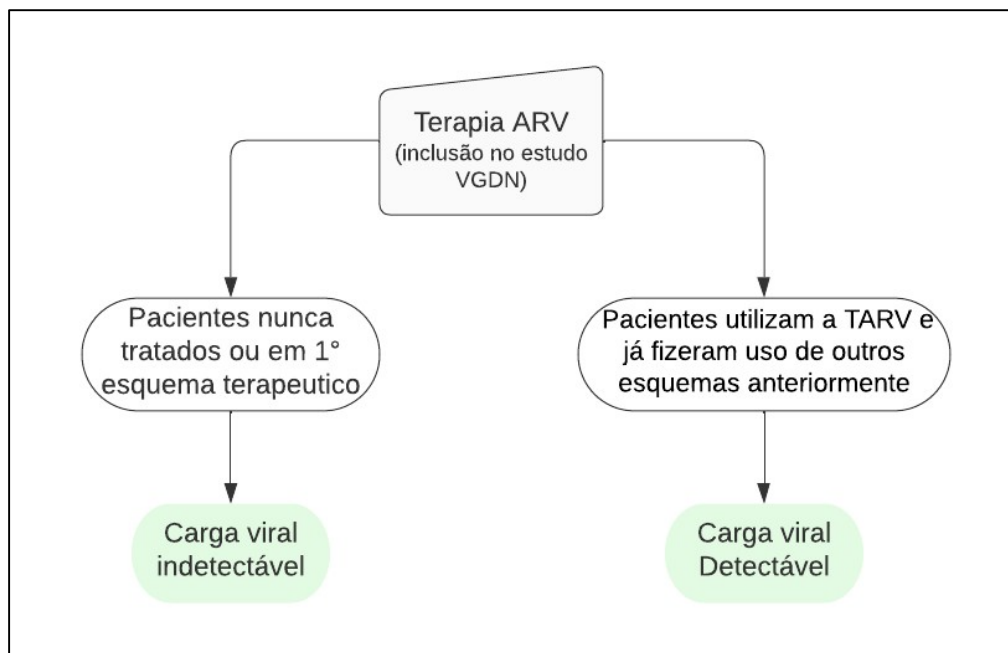 Terapia ARV
(inclusão no estudo
VGDN)
Pacientes nunca
tratados ou em 1°
esquema terapeutico
Pacientes utilizam a TARV e
já fizeram uso de outros
esquemas anteriormente
Carga viral
indetectável
Carga viral
Detectável